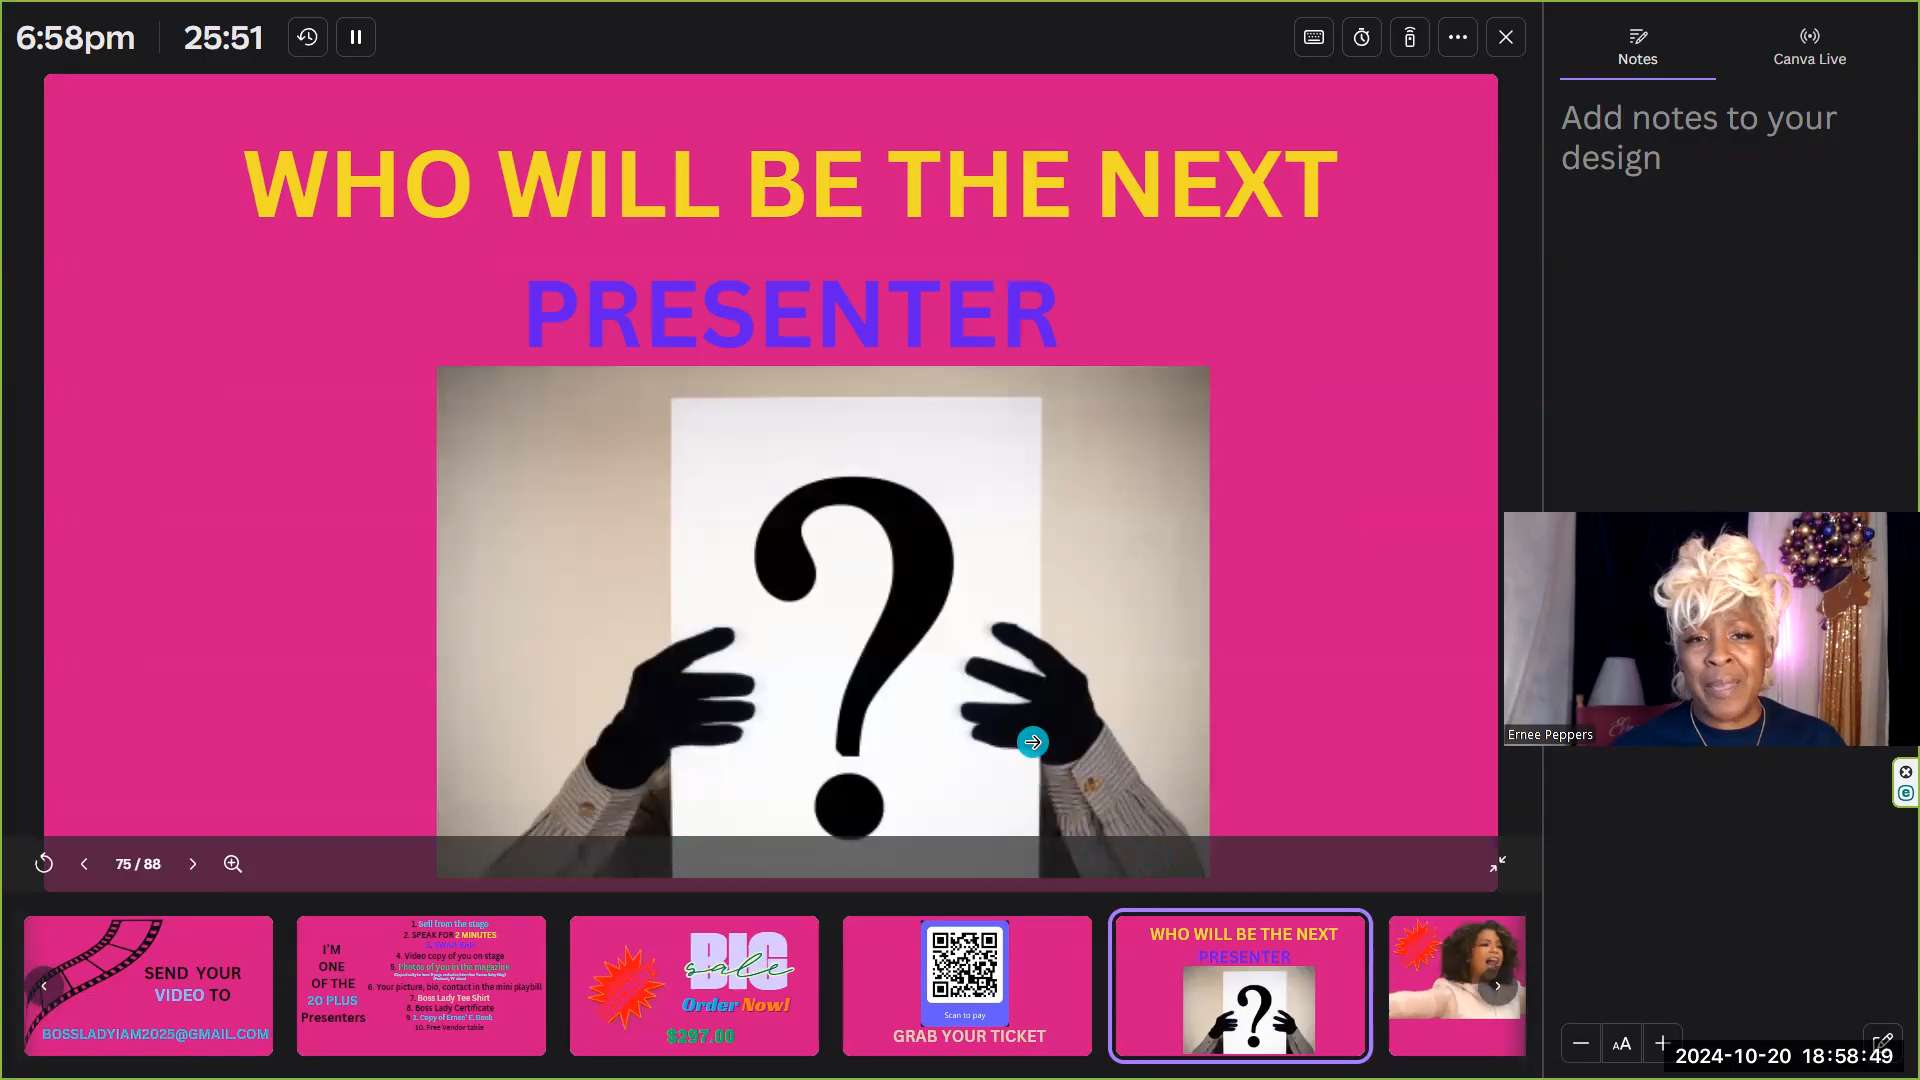 6:58pm
25:51
Notes
Canva Live
Add notes to your
design
WHO WILL BE THE NEXT
PRESENTER
?
Ernee Peppers
e
75 / 88
SEND YOUR
VIDEO TO
BOSSLADYIAM2025@GMAIL.COM
I'M
ONE
OF THE
20 PLUS
Presenters
1. Sell from the stage
2. SPEAK FOR 2 MINUTES
3. SWAG BAG
4. Video copy of you on stage
5. Photos of you in the magazine
6. Your picture, bio, contact in the mini playbill
7. Boss Lady Tee Shirt
8. Boss Lady Certificate
9. 1. Copy of Ernee' E. Book
10. Free Vendor table
BIG
sale
Order Now!
$297.00
Scan to pay
GRAB YOUR TICKET
WHO WILL BE THE NEXT
PRESENTER
?
AA
2024-10-20 18:58:49